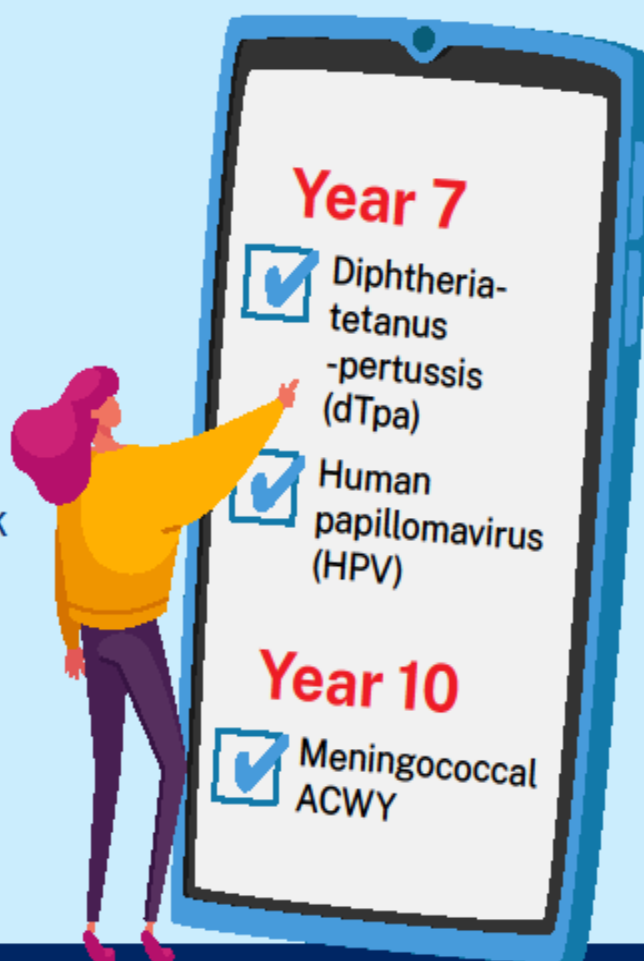 Year 7
Diphtheria-
tetanus
-pertussis
(dTpa)
Human
papillomavirus
(HPV)
Year 10
Meningococcal
ACWY